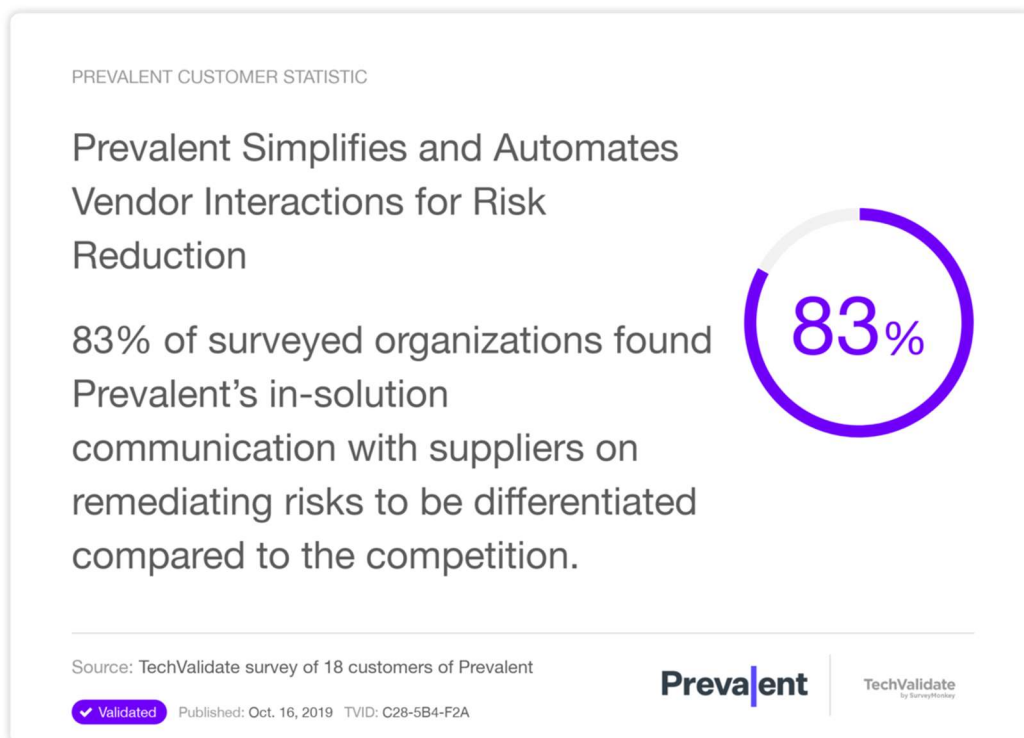 PREVALENT CUSTOMER STATISTIC
Prevalent Simplifies and Automates
Vendor Interactions for Risk
Reduction
83% of surveyed organizations found
Prevalent’s in-solution
communication with suppliers on
remediating risks to be differentiated
compared to the competition.
83%
Source: TechValidate survey of 18 customers of Prevalent
Validated Published: Oct. 16, 2019 TVID: C28-5B4-F2A
Prevalent
TechValidate
by SurveyMonkey